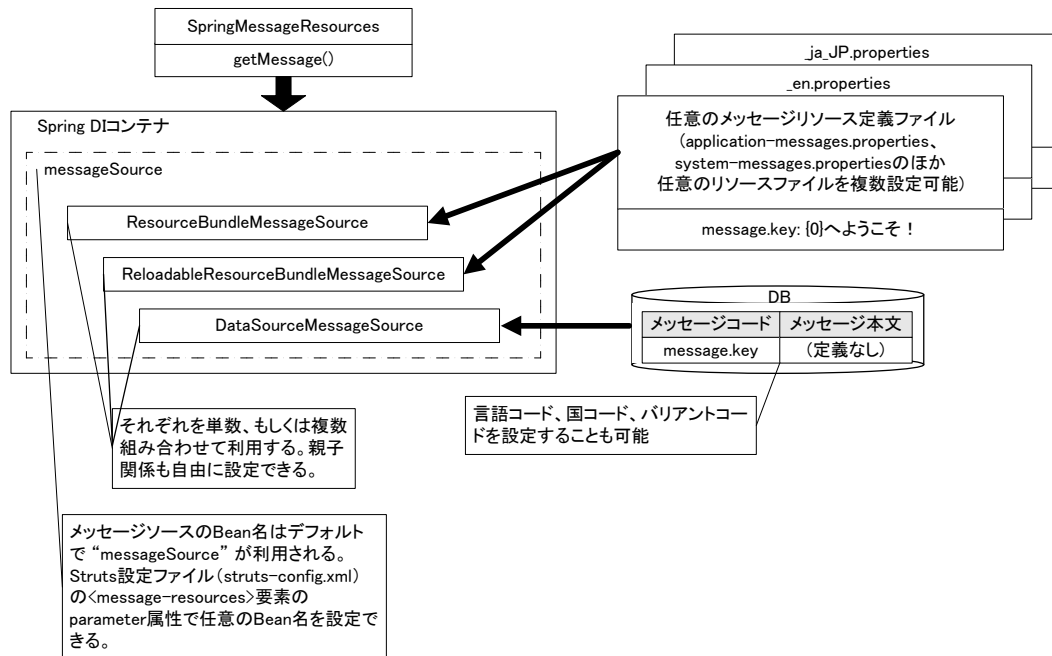 SpringMessageResources
getMessage()
_ja_JP.properties
_en.properties
任意のメッセージリソース定義ファイル
（application-messages.properties、
system-messages.propertiesのほか
任意のリソースファイルを複数設定可能）
message.key: {0}へようこそ！
Spring DIコンテナ
messageSource
ResourceBundleMessageSource
ReloadableResourceBundleMessageSource
DataSourceMessageSource
DB
メッセージコード メッセージ本文
message.key （定義なし）
それぞれを単数、もしくは複数
組み合わせて利用する。親子
関係も自由に設定できる。
言語コード、国コード、バリアントコー
ドを設定することも可能
メッセージソースのBean名はデフォルト
で “messageSource” が利用される。
Struts設定ファイル（struts-config.xml）
の<message-resources>要素の
parameter属性で任意のBean名を設定で
きる。